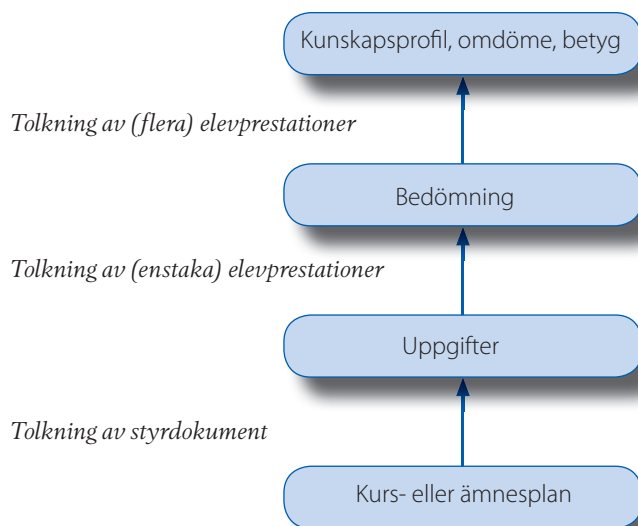 Kunskapsprofil, omdöme, betyg
Tolkning av (flera) elevprestationer
Bedömning
Tolkning av (enstaka) elevprestationer
Uppgifter
Tolkning av styrdokument
Kurs- eller ämnesplan